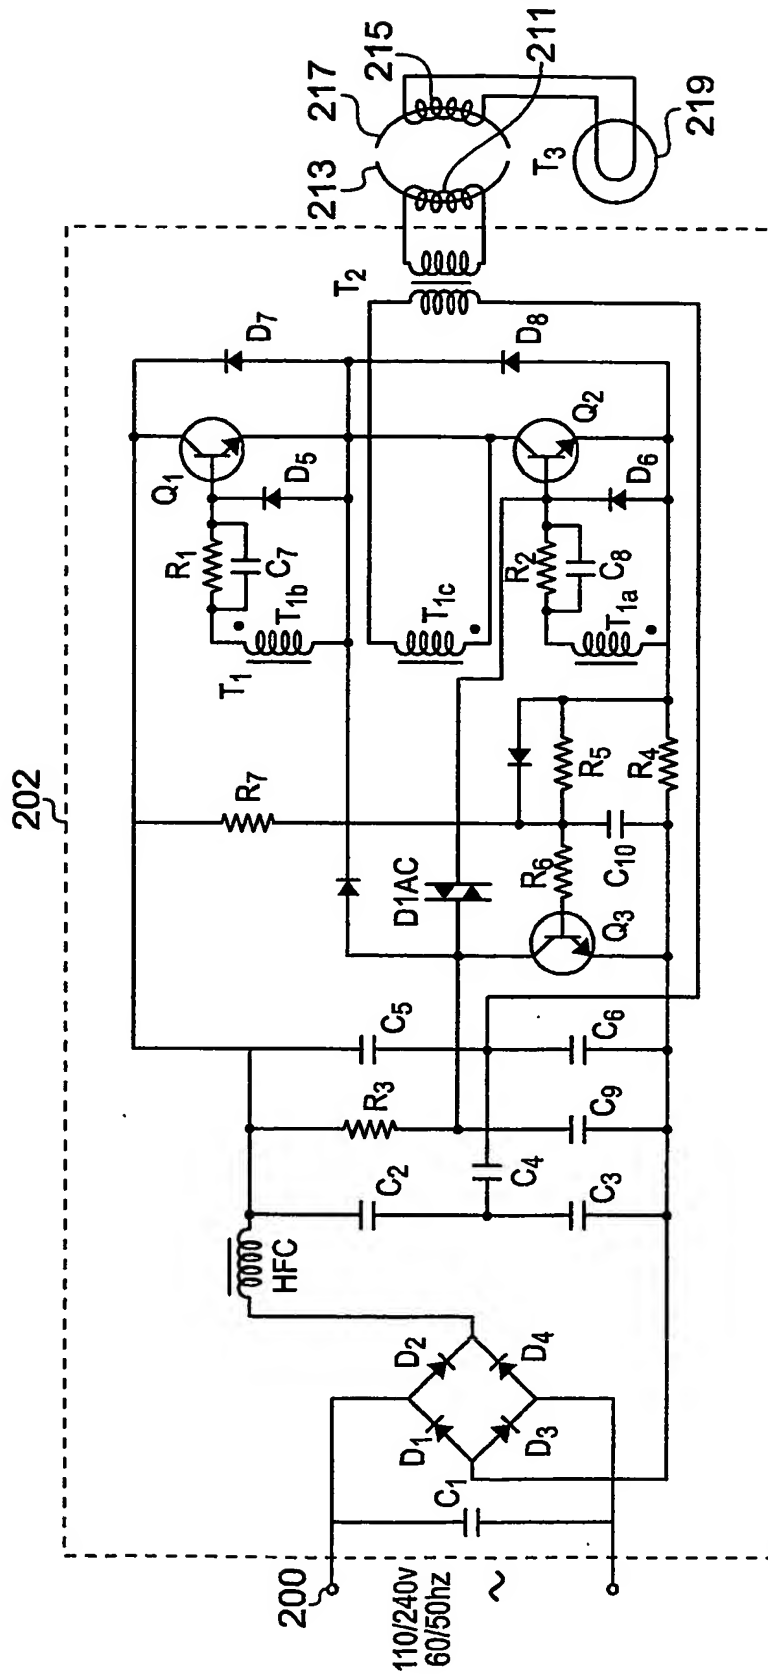 202
200
110/240v
60/50hz
~
C1
D1
D2
D3
D4
HFC
C2
C3
C4
R3
C9
C5
C6
D1AC
Q3
R6
C10
R7
R5
R4
T1
T1b
T1c
T1a
R1
C7
R2
C8
Q1
D5
D6
Q2
D7
D8
T2
213
217
215
211
T3
219